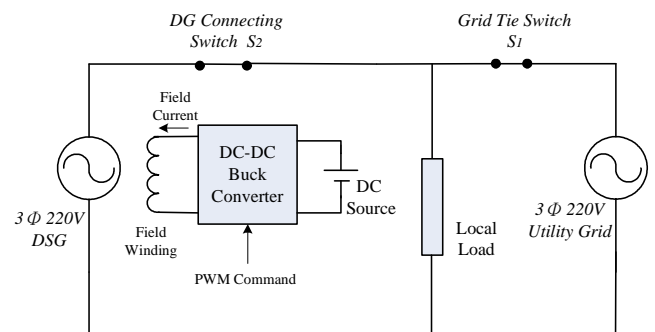 DG Connecting
Switch S2
Grid Tie Switch
S1
Field
Current
DC-DC
Buck
Converter
DC
Source
3 Φ 220V
DSG
Field
Winding
PWM Command
Local
Load
3 Φ 220V
Utility Grid